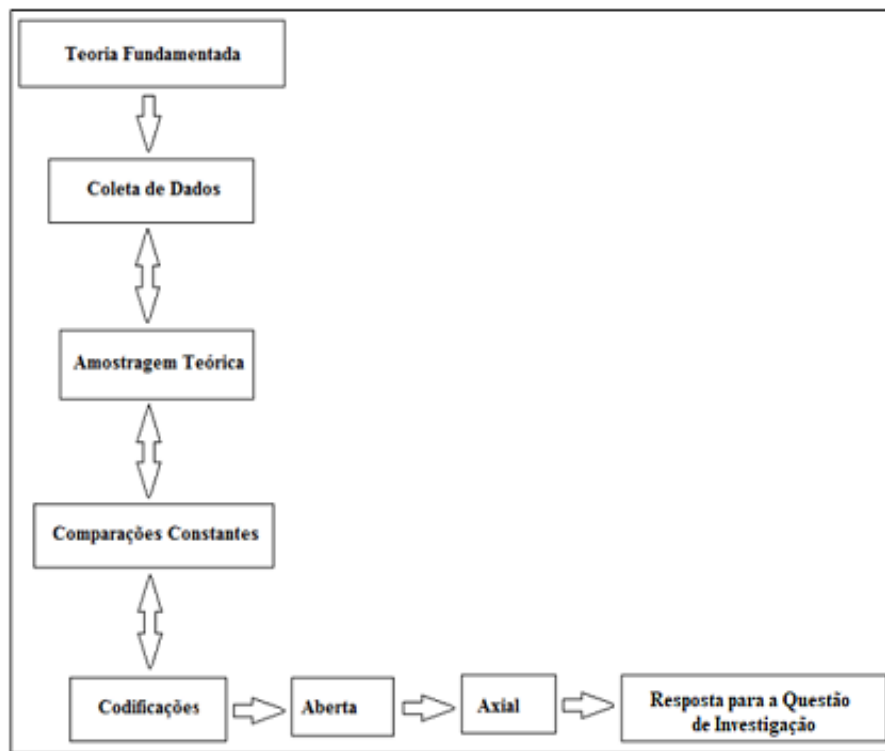 Teoria Fundamentada
Coleta de Dados
Amostragem Teórica
Comparações Constantes
Codificações
Aberta
Axial
Resposta para a Questão
de Investigação